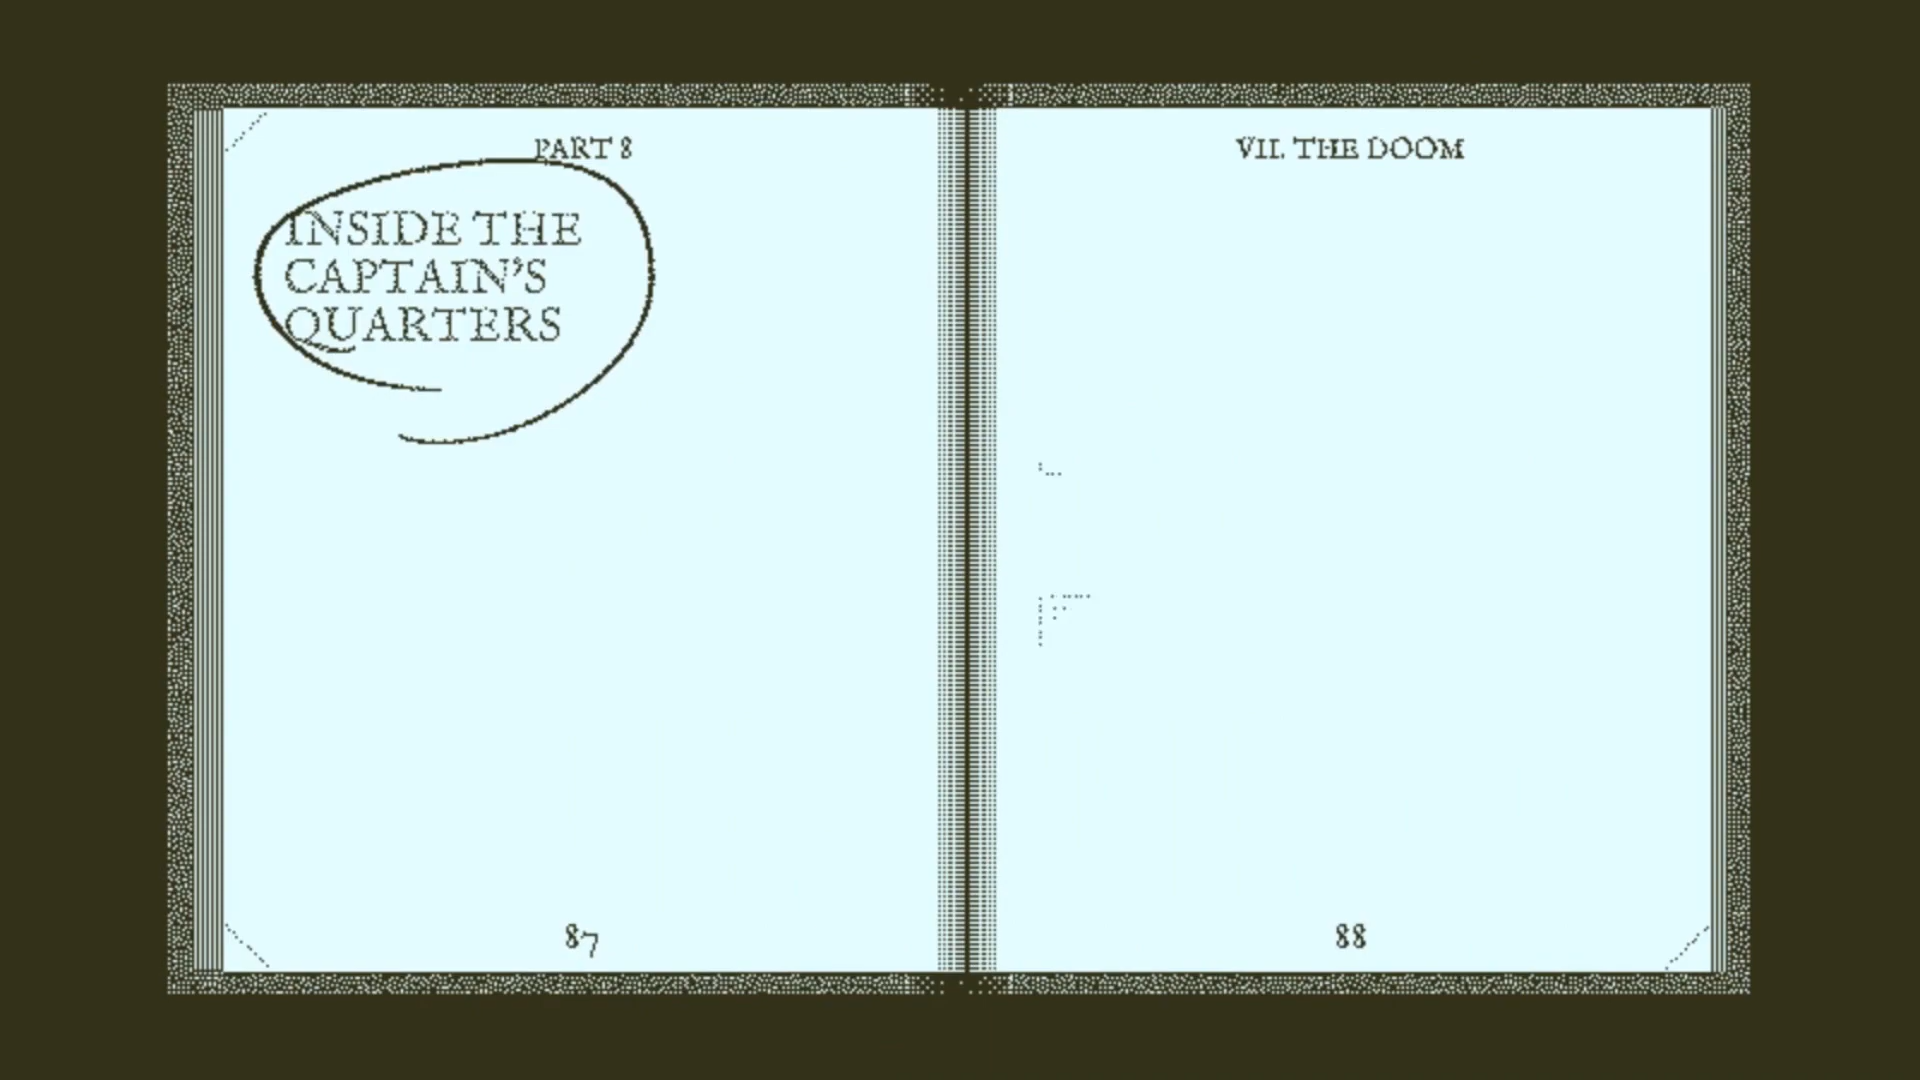 PART 8
INSIDE THE
CAPTAIN'S
QUARTERS
87
VII. THE DOOM
88